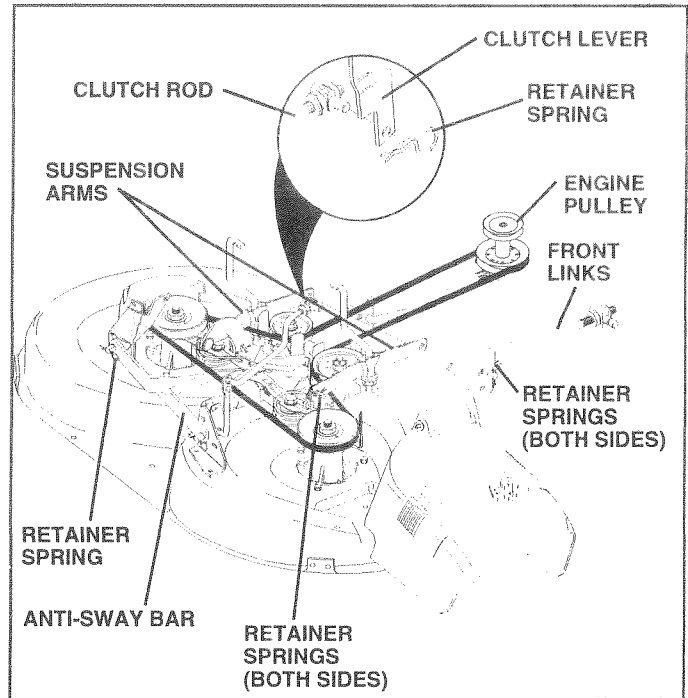 CLUTCH LEVER
CLUTCH ROD
RETAINER
SPRING
SUSPENSION
ARMS
ENGINE
PULLEY
FRONT
LINKS
RETAINER
SPRINGS
(BOTH SIDES)
RETAINER
SPRING
ANTI-SWAY BAR
RETAINER
SPRINGS
(BOTH SIDES)